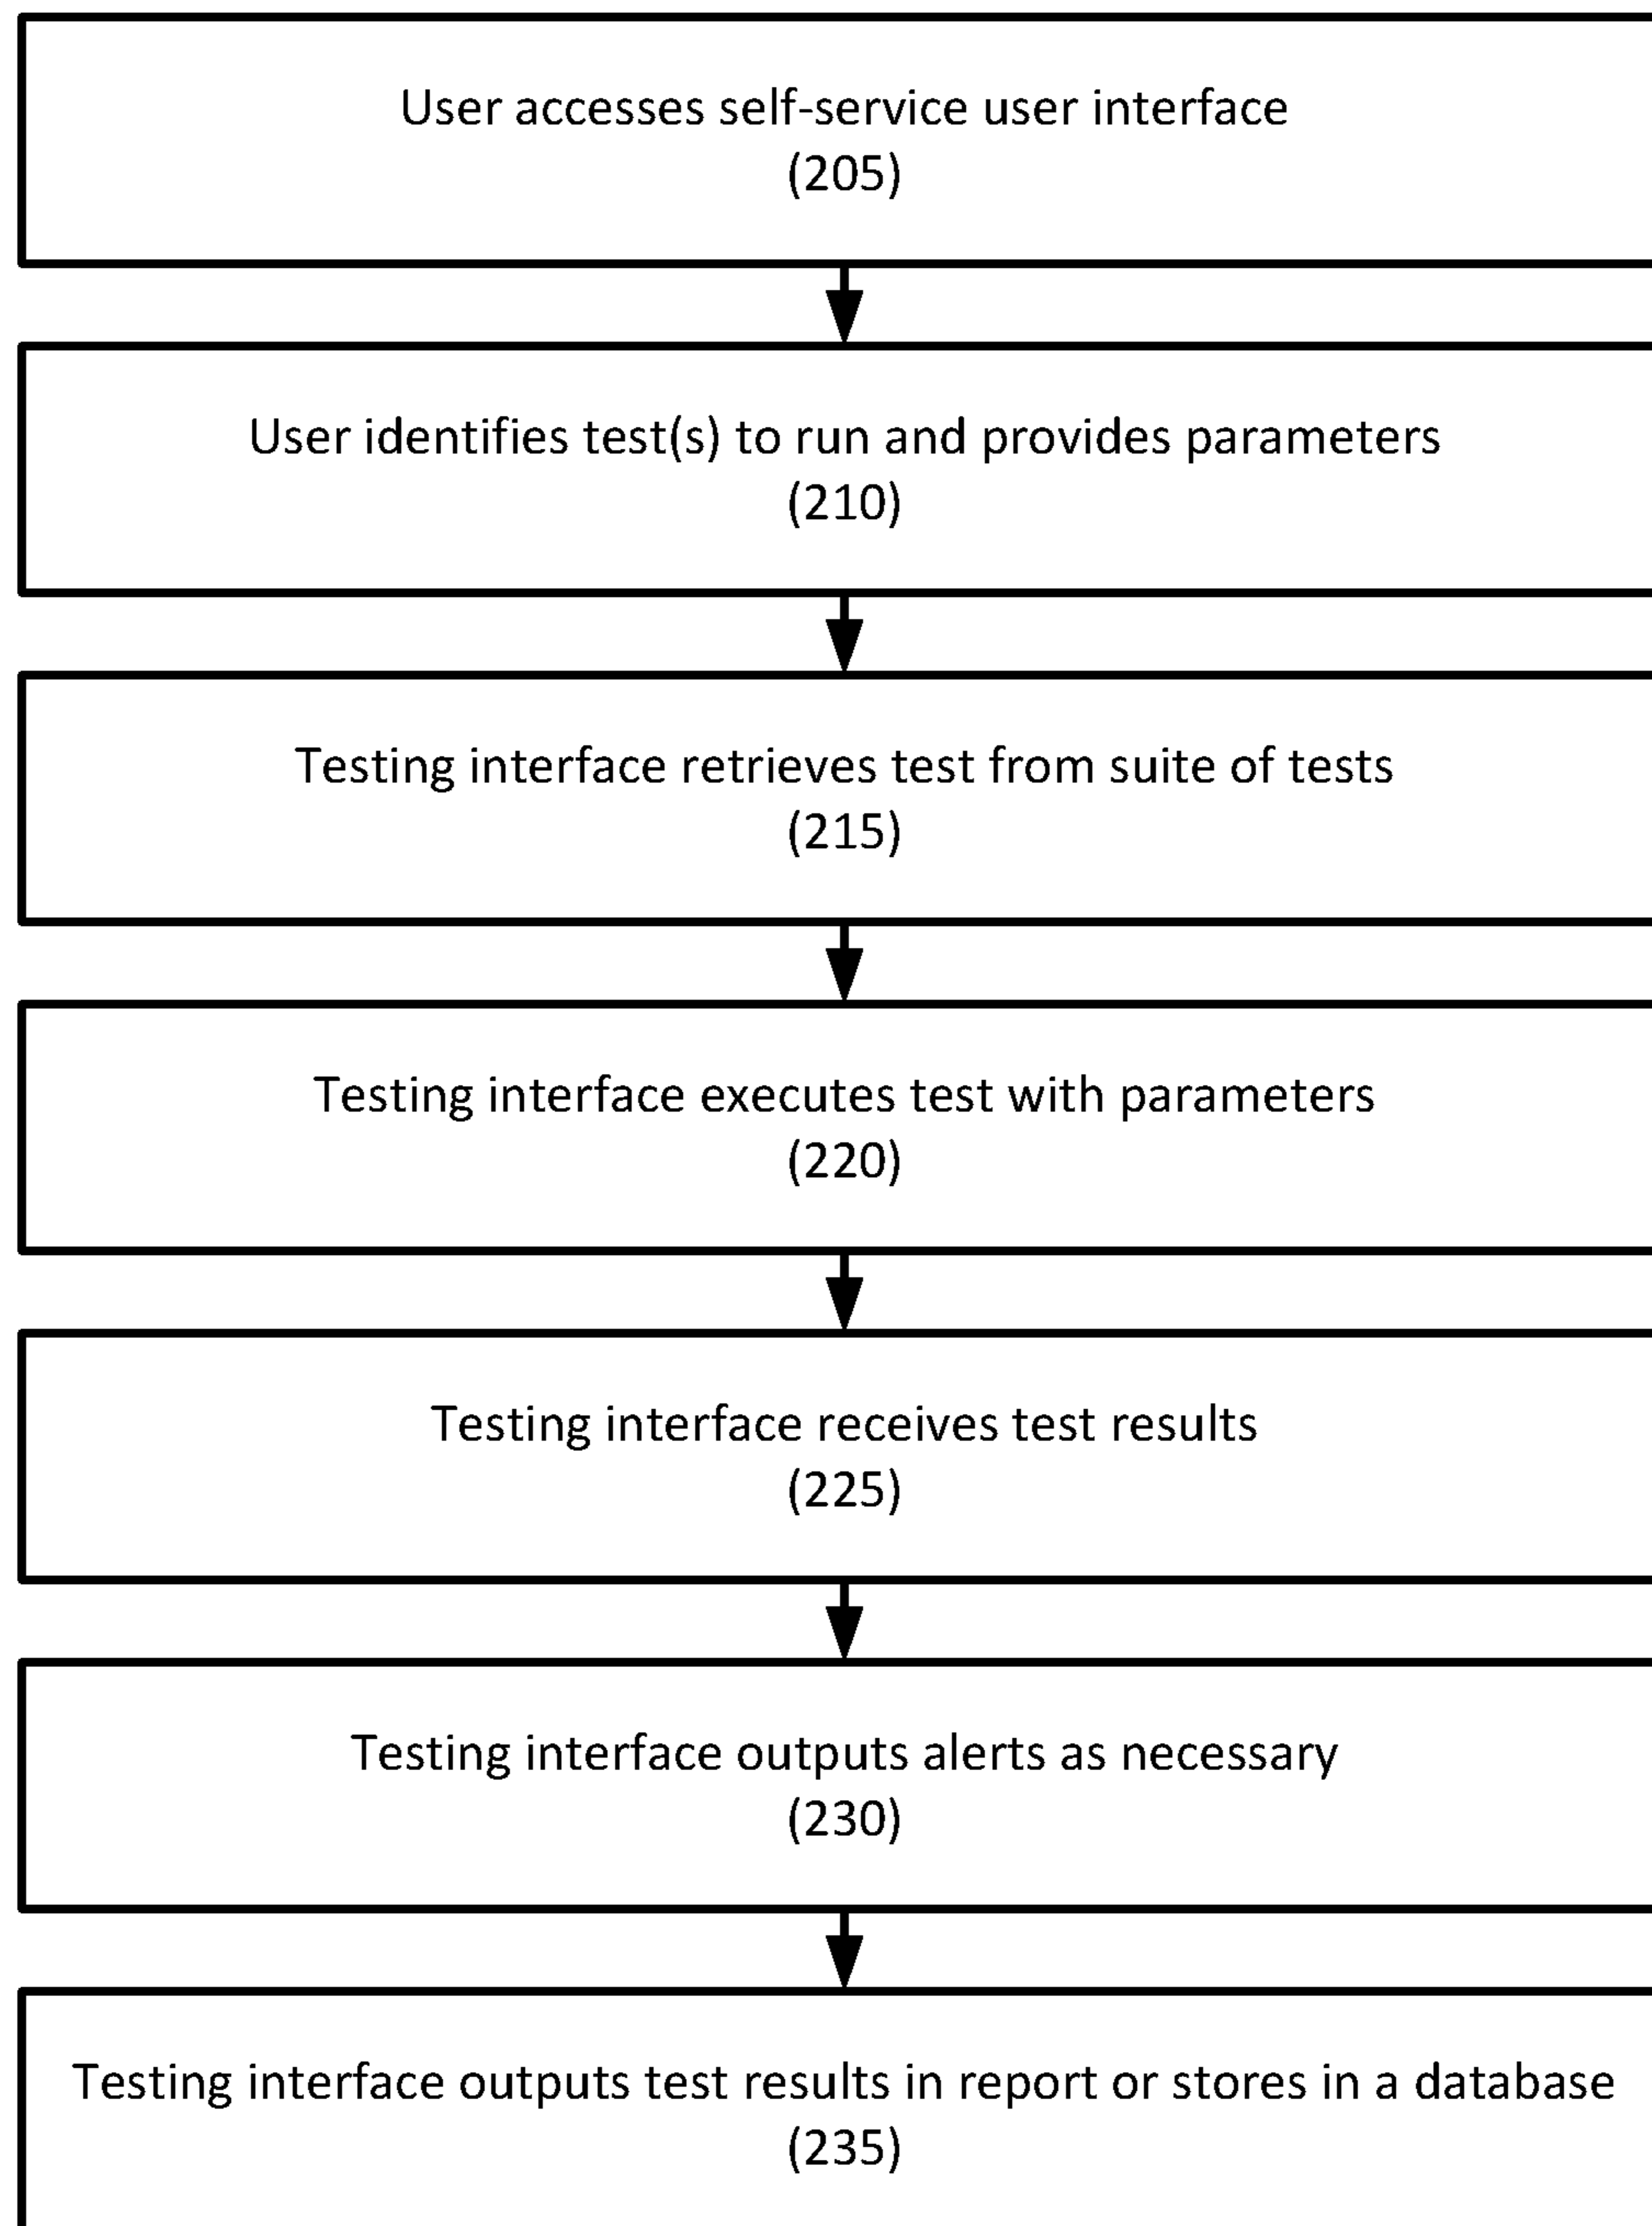 User accesses self-service user interface
(205)
User identifies test(s) to run and provides parameters
(210)
Testing interface retrieves test from suite of tests
(215)
Testing interface executes test with parameters
(220)
Testing interface receives test results
(225)
Testing interface outputs alerts as necessary
(230)
Testing interface outputs test results in report or stores in a database
(235)